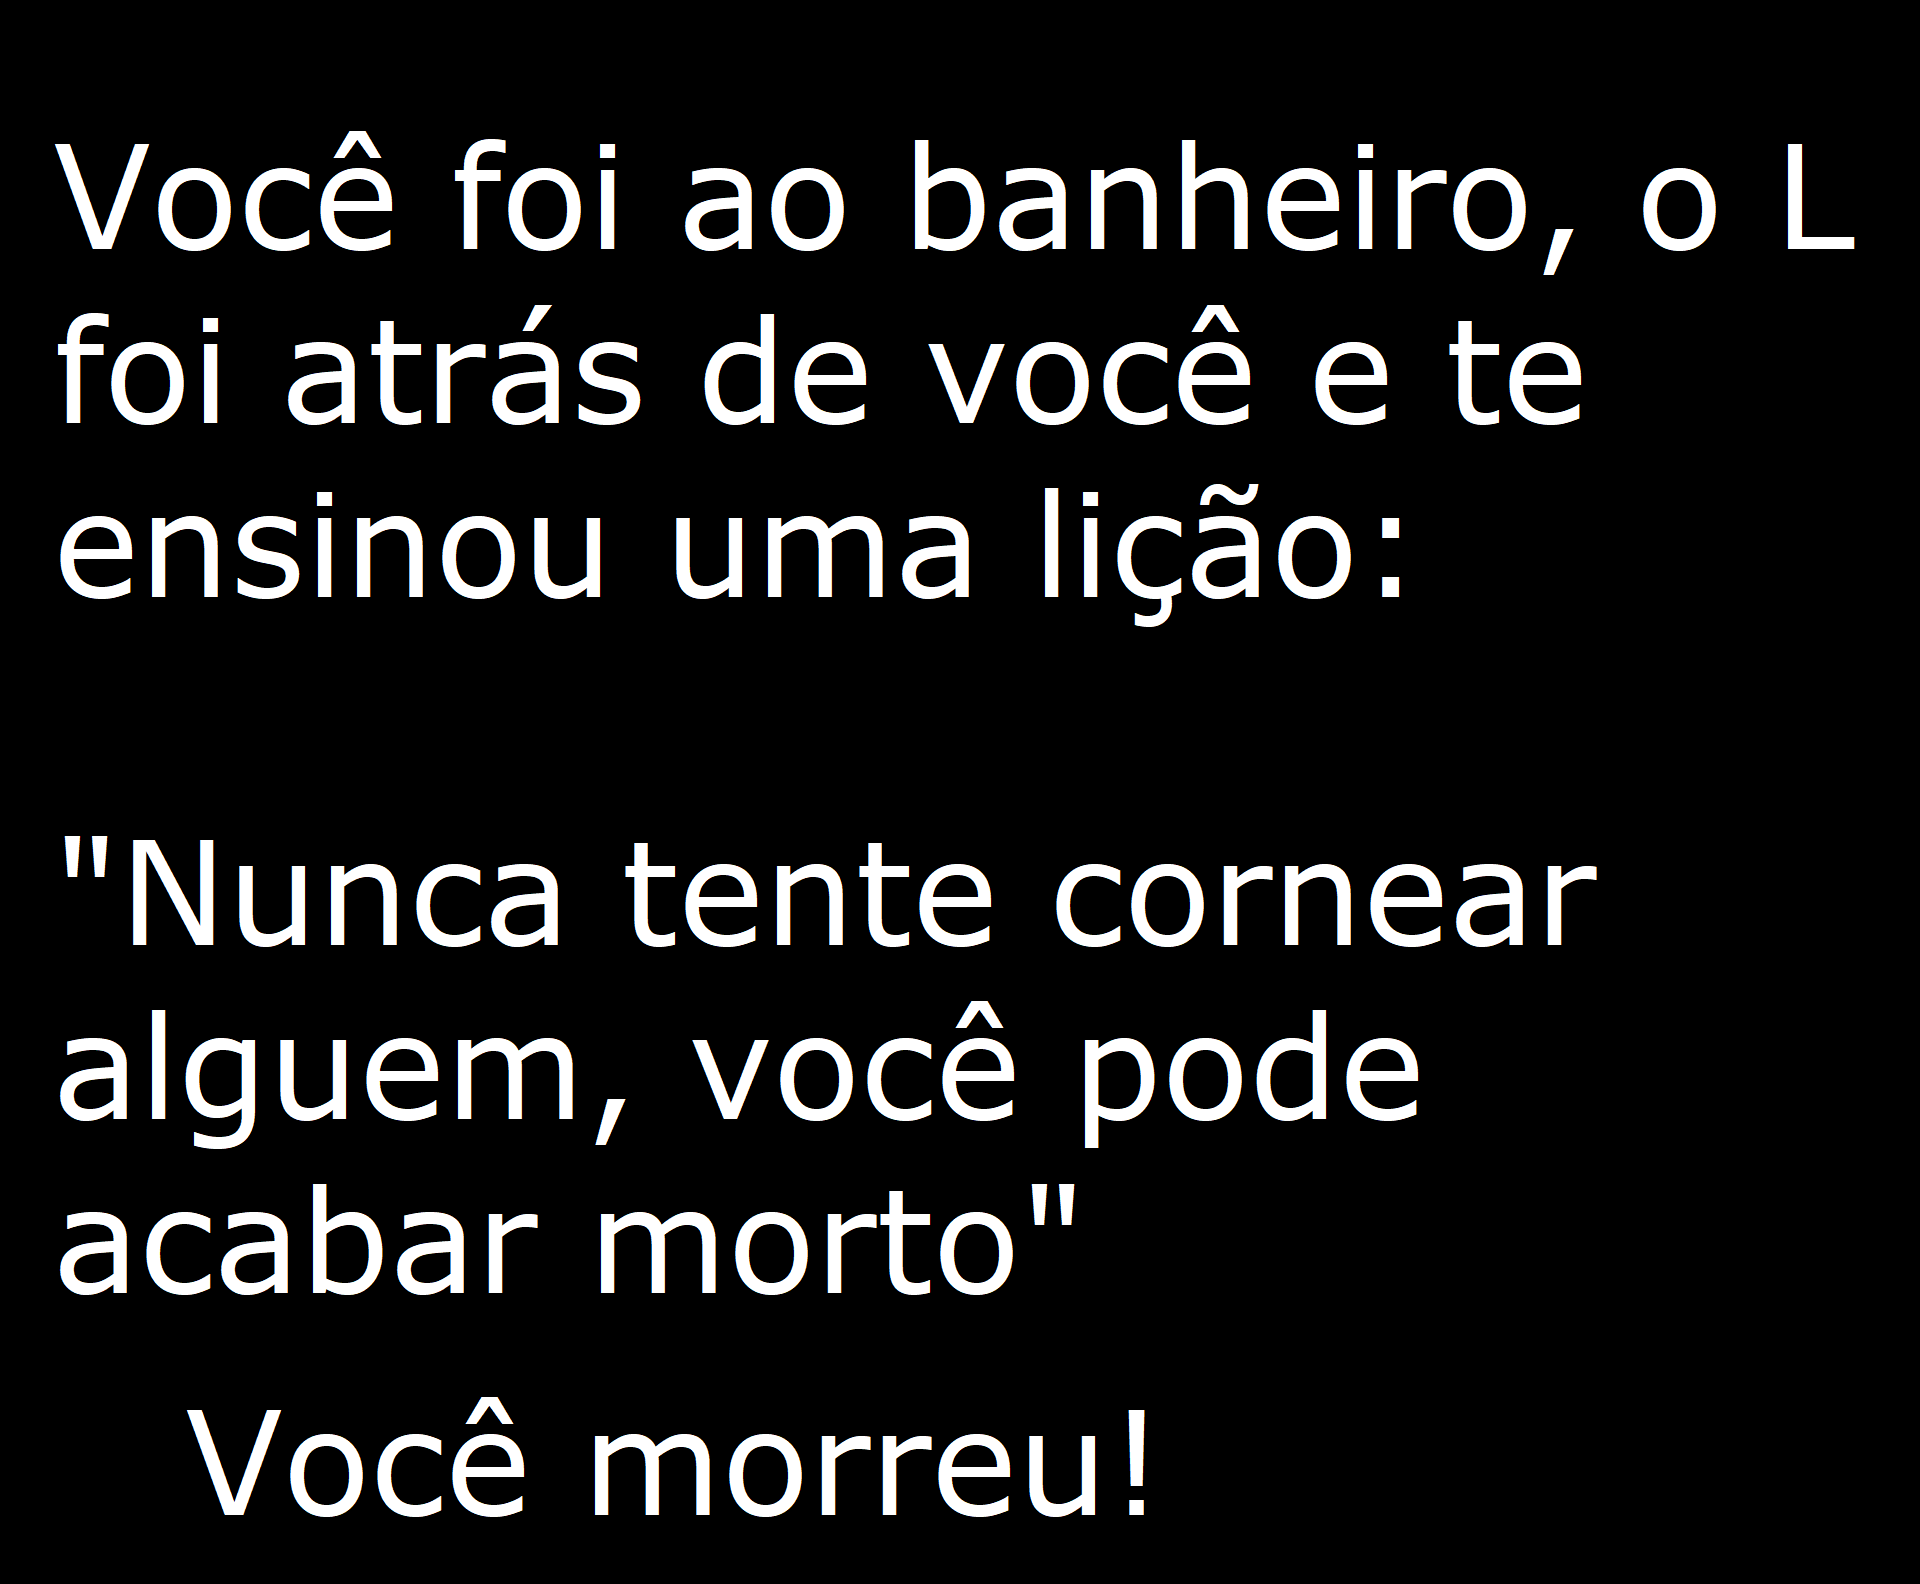 Você foi ao banheiro, o L
foi atrás de você e te
ensinou uma lição:
"Nunca tente cornear
alguem, você pode
acabar morto"
Você morreu!